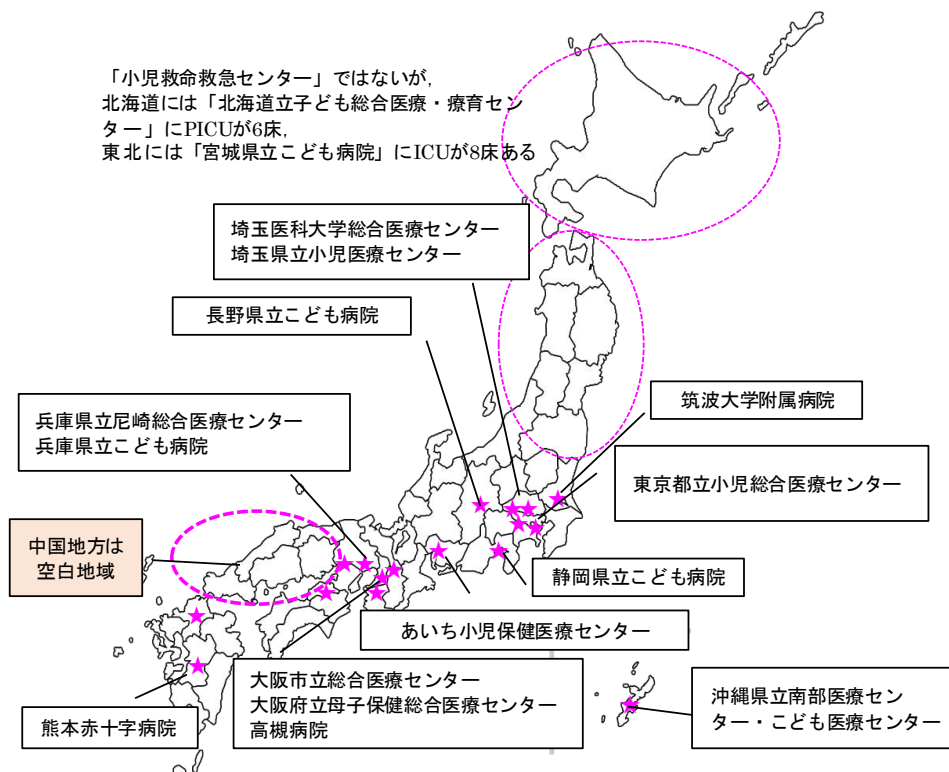 「小児救命救急センター」ではないが,
北海道には「北海道立子ども総合医療・療育セン
ター」にPICUが6床,
東北には「宮城県立こども病院」にICUが8床ある
埼玉医科大学総合医療センター
埼玉県立小児医療センター
長野県立こども病院
筑波大学附属病院
兵庫県立尼崎総合医療センター
兵庫県立こども病院
東京都立小児総合医療センター
中国地方は
空白地域
静岡県立こども病院
あいち小児保健医療センター
大阪市立総合医療センター
大阪府立母子保健総合医療センター
高槻病院
沖縄県立南部医療セン
ター・こども医療センター
熊本赤十字病院